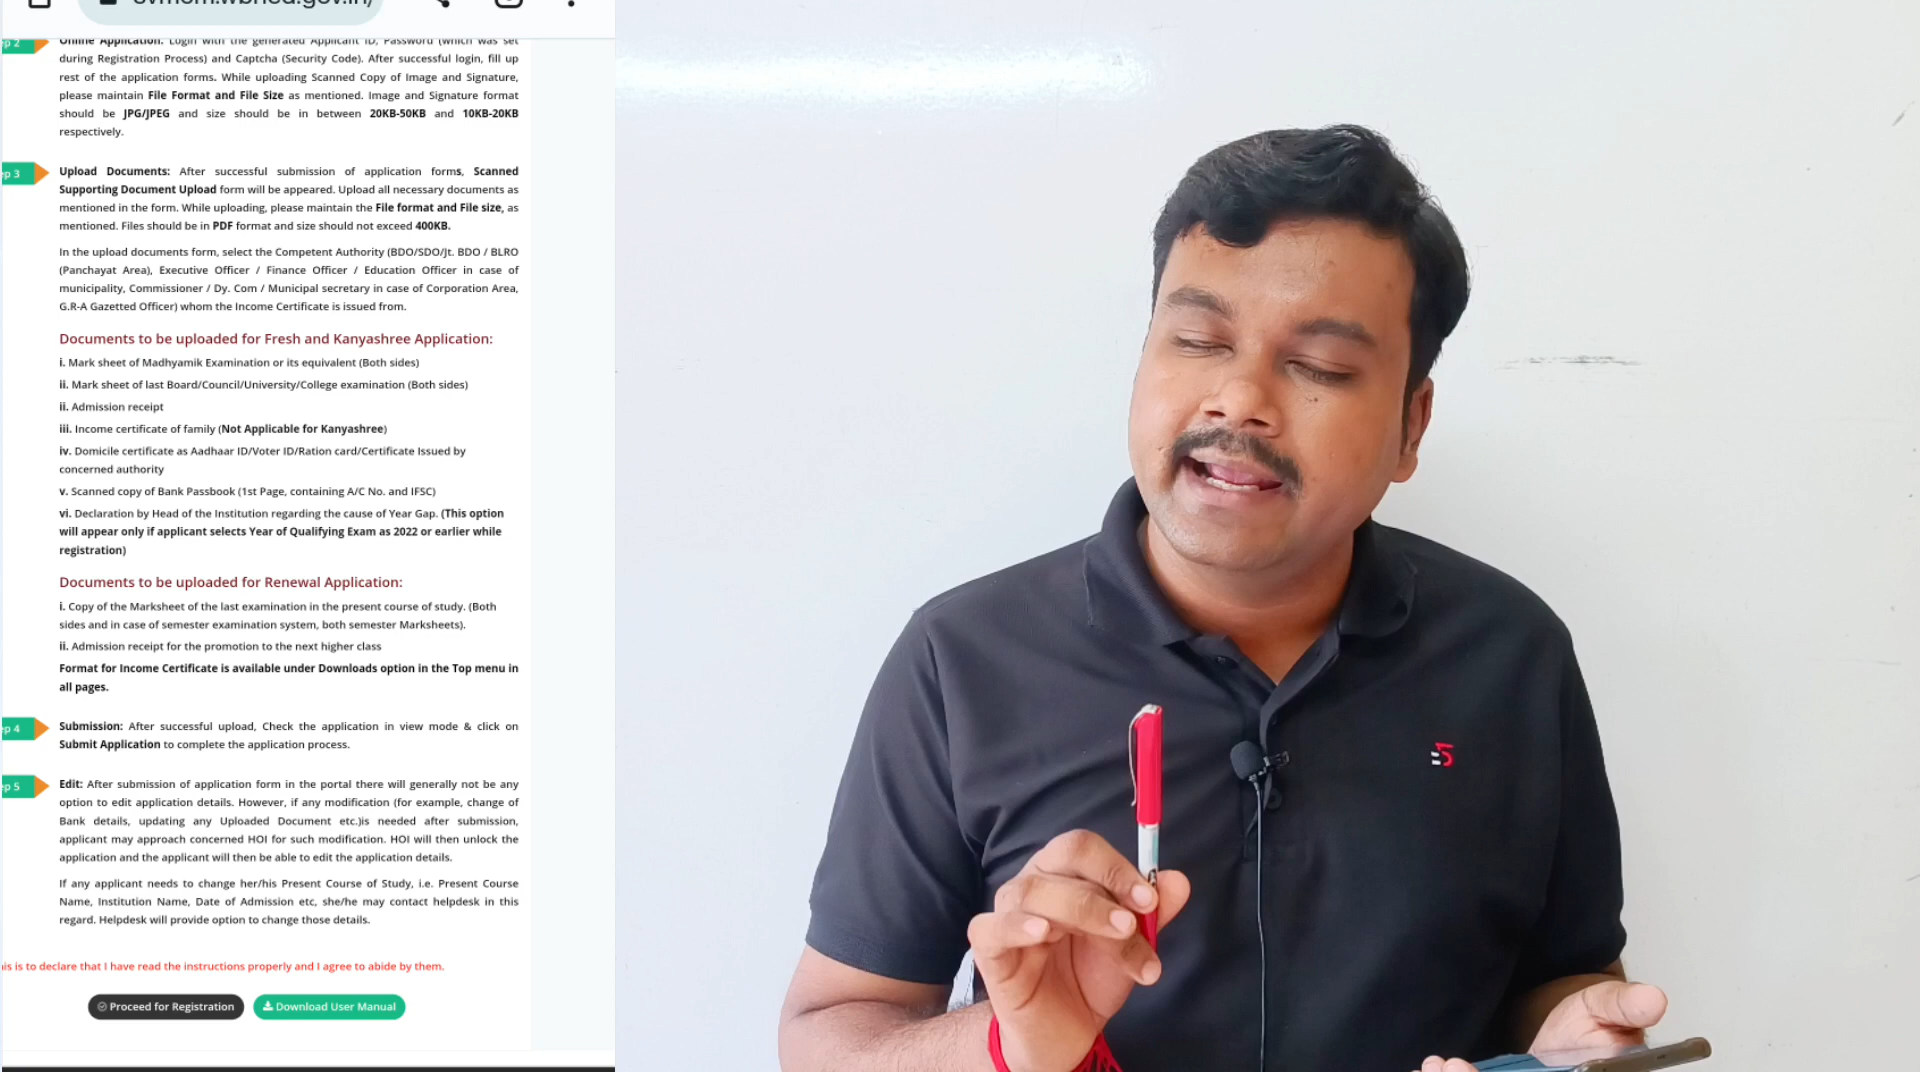 svmcm.wbhed.gov.in/
ep 2
Online Application: Login with the generated Applicant ID, Password (which was set
during Registration Process) and Captcha (Security Code). After successful login, fill up
rest of the application forms. While uploading Scanned Copy of Image and Signature,
please maintain File Format and File Size as mentioned. Image and Signature format
should be JPG/JPEG and size should be in between 20KB-50KB and 10KB-20KB
respectively.
ep 3
Upload Documents: After successful submission of application forms, Scanned
Supporting Document Upload form will be appeared. Upload all necessary documents as
mentioned in the form. While uploading, please maintain the File format and File size, as
mentioned. Files should be in PDF format and size should not exceed 400KB.
In the upload documents form, select the Competent Authority (BDO/SDO/Jt. BDO / BLRO
(Panchayat Area), Executive Officer / Finance Officer / Education Officer in case of
municipality, Commissioner / Dy. Com / Municipal secretary in case of Corporation Area,
G.R-A Gazetted Officer) whom the Income Certificate is issued from.
Documents to be uploaded for Fresh and Kanyashree Application:
i. Mark sheet of Madhyamik Examination or its equivalent (Both sides)
ii. Mark sheet of last Board/Council/University/College examination (Both sides)
ii. Admission receipt
iii. Income certificate of family (Not Applicable for Kanyashree)
iv. Domicile certificate as Aadhaar ID/Voter ID/Ration card/Certificate Issued by
concerned authority
v. Scanned copy of Bank Passbook (1st Page, containing A/C No. and IFSC)
vi. Declaration by Head of the Institution regarding the cause of Year Gap. (This option
will appear only if applicant selects Year of Qualifying Exam as 2022 or earlier while
registration)
Documents to be uploaded for Renewal Application:
i. Copy of the Marksheet of the last examination in the present course of study. (Both
sides and in case of semester examination system, both semester Marksheets).
ii. Admission receipt for the promotion to the next higher class
Format for Income Certificate is available under Downloads option in the Top menu in
all pages.
ep 4
Submission: After successful upload, Check the application in view mode & click on
Submit Application to complete the application process.
ep 5
Edit: After submission of application form in the portal there will generally not be any
option to edit application details. However, if any modification (for example, change of
Bank details, updating any Uploaded Document etc.)is needed after submission,
applicant may approach concerned HOI for such modification. HOI will then unlock the
application and the applicant will then be able to edit the application details.
If any applicant needs to change her/his Present Course of Study, i.e. Present Course
Name, Institution Name, Date of Admission etc, she/he may contact helpdesk in this
regard. Helpdesk will provide option to change those details.
his is to declare that I have read the instructions properly and I agree to abide by them.
Proceed for Registration
Download User Manual